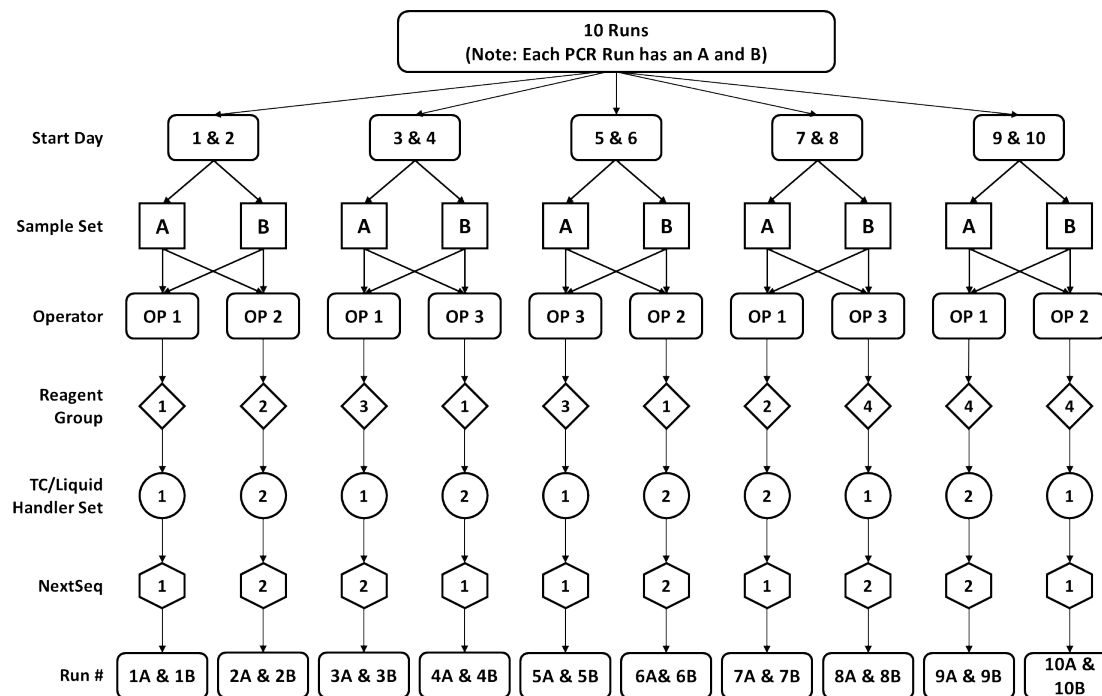 10 Runs
(Note: Each PCR Run has an A and B)
Start Day
1 & 2
3 & 4
5 & 6
7 & 8
9 & 10
Sample Set
A
B
A
B
A
B
A
B
A
B
Operator
OP 1
OP 2
OP 1
OP 3
OP 3
OP 2
OP 1
OP 3
OP 1
OP 2
Reagent
Group
1
2
3
1
3
1
2
4
4
4
TC/Liquid
Handler Set
1
2
1
2
1
2
2
1
2
1
NextSeq
1
2
2
1
1
2
1
2
2
1
Run #
1A & 1B
2A & 2B
3A & 3B
4A & 4B
5A & 5B
6A& 6B
7A & 7B
8A & 8B
9A & 9B
10A &
10B